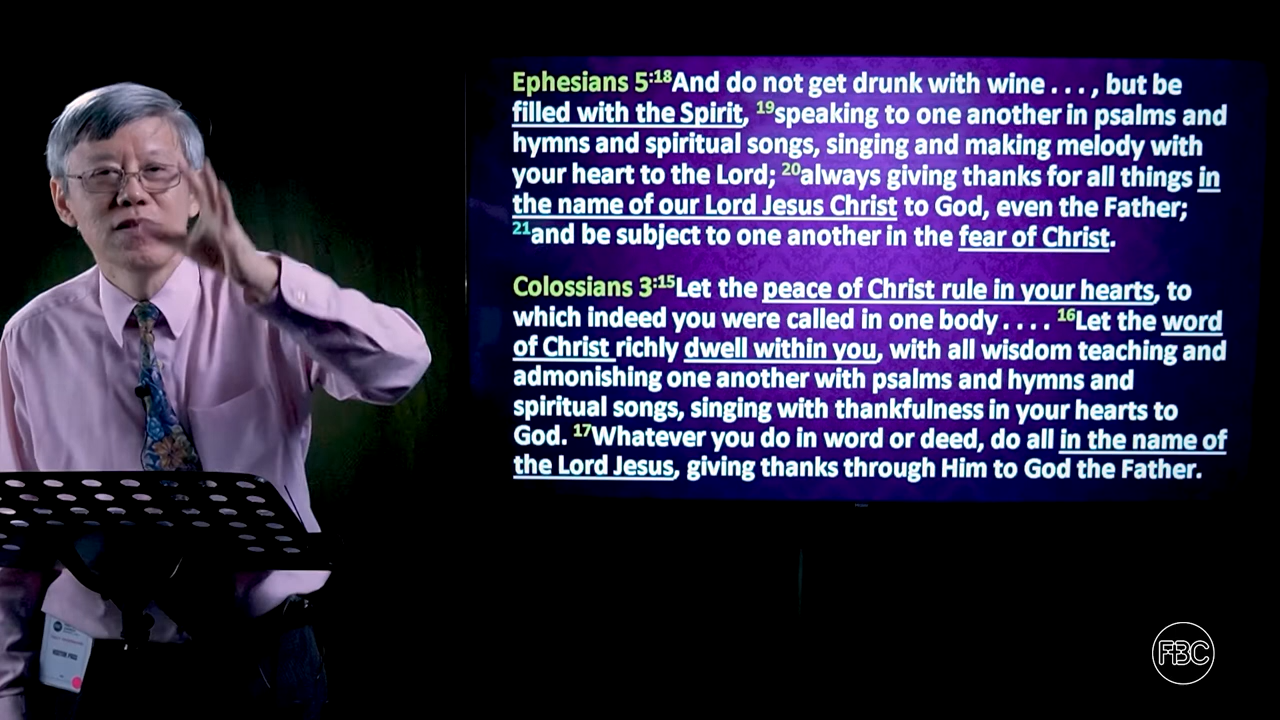 Ephesians 5:18And do not get drunk with wine . . . , but be
filled with the Spirit, 19speaking to one another in psalms and
hymns and spiritual songs, singing and making melody with
your heart to the Lord; 20always giving thanks for all things in
the name of our Lord Jesus Christ to God, even the Father;
21and be subject to one another in the fear of Christ.
Colossians 3:15Let the peace of Christ rule in your hearts, to
which indeed you were called in one body . . . . 16Let the word
of Christ richly dwell within you, with all wisdom teaching and
admonishing one another with psalms and hymns and
spiritual songs, singing with thankfulness in your hearts to
God. 17Whatever you do in word or deed, do all in the name of
the Lord Jesus, giving thanks through Him to God the Father.
VISITOR PASS
FBC